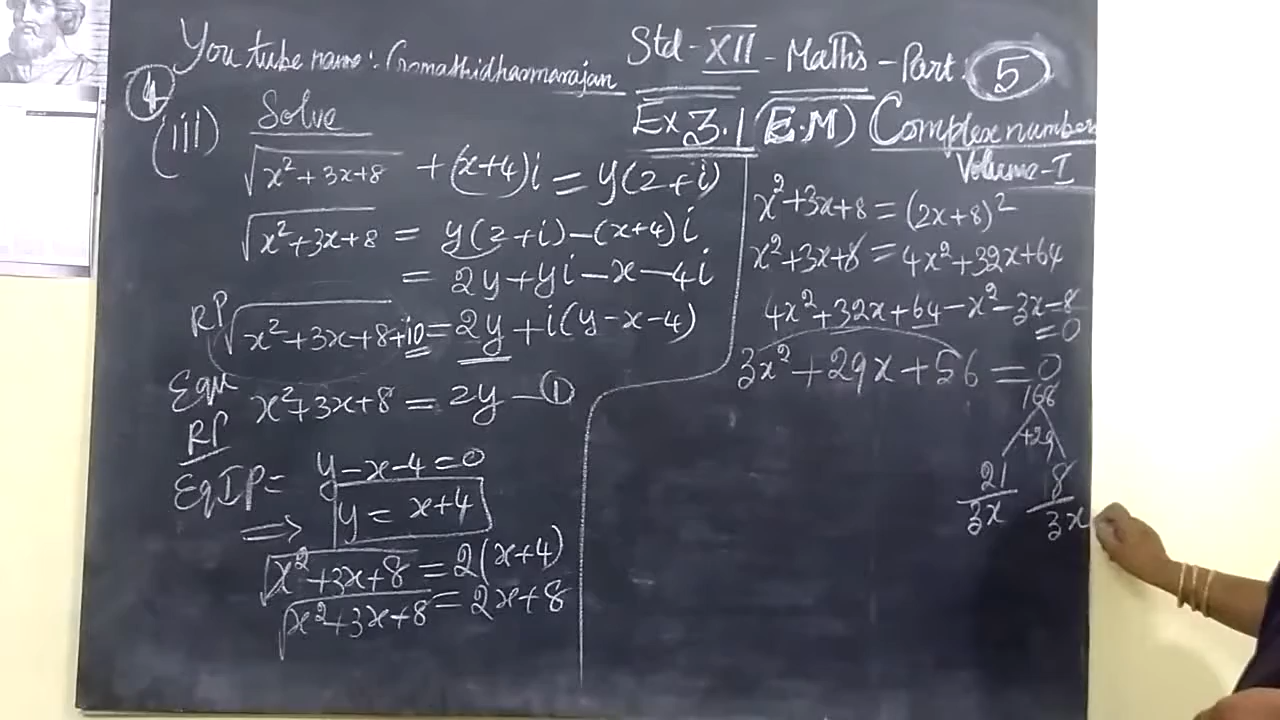 You tube name: Gomathidharmarajan
Std - XII - Maths - Part. 5
Ex 3.1 (E.M) Complex numbers
Volume - I
4
(iii) Solve
√x²+3x+8 + (x+4)i = y(2+i)
√x²+3x+8 = y(2+i)-(x+4)i
= 2y+yi-x-4i
RP √x²+3x+8+i0 = 2y+i(y-x-4)
Equ x²+3x+8 = 2y-①
RP
EqIP= y-x-4=0
⇒ y = x+4
√x²+3x+8 = 2(x+4)
√x²+3x+8 = 2x+8
x²+3x+8 = (2x+8)²
x²+3x+8 = 4x²+32x+64
4x²+32x+64-x²-3x-8
=0
3x²+29x+56 = 0
168
+29
21 8
3x 3x